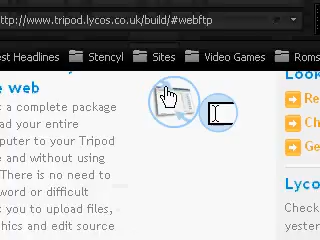 http://www.tripod.lycos.co.uk/build/#webftp
est Headlines Stencyl Sites Video Games Roms
e web
a complete package
ad your entire
puter to your Tripod
e and without using
There is no need to
word or difficult
you to upload files,
hics and edit source
Look
Re
Ch
Ge
Lyco
Check
yester